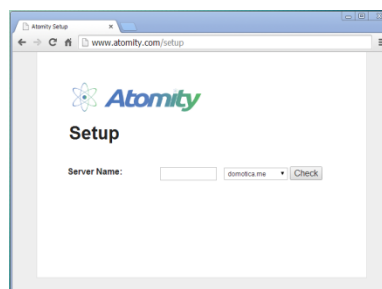 Atomity Setup
www.atomity.com/setup
Atomity
Setup
Server Name: domotica.me Check